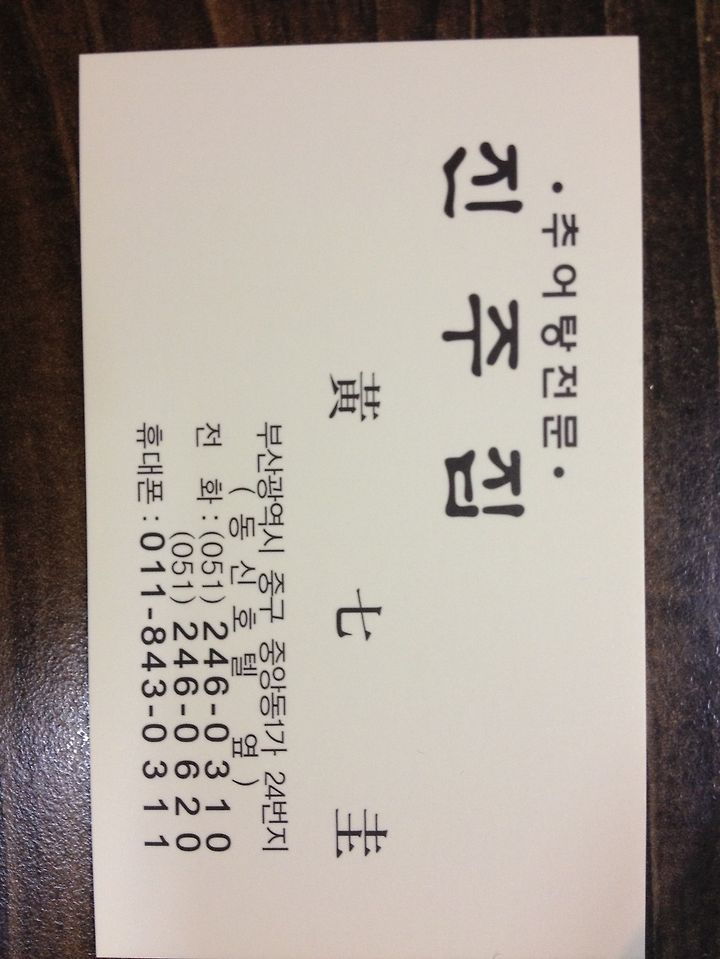 ·추어탕전문·
진주집
黄七圭
부산광역시 중구 중앙동1가 24번지
( 동신호텔 옆 )
전 화 : (051) 246-0310
(051) 246-0620
휴대폰 : 011-843-0311